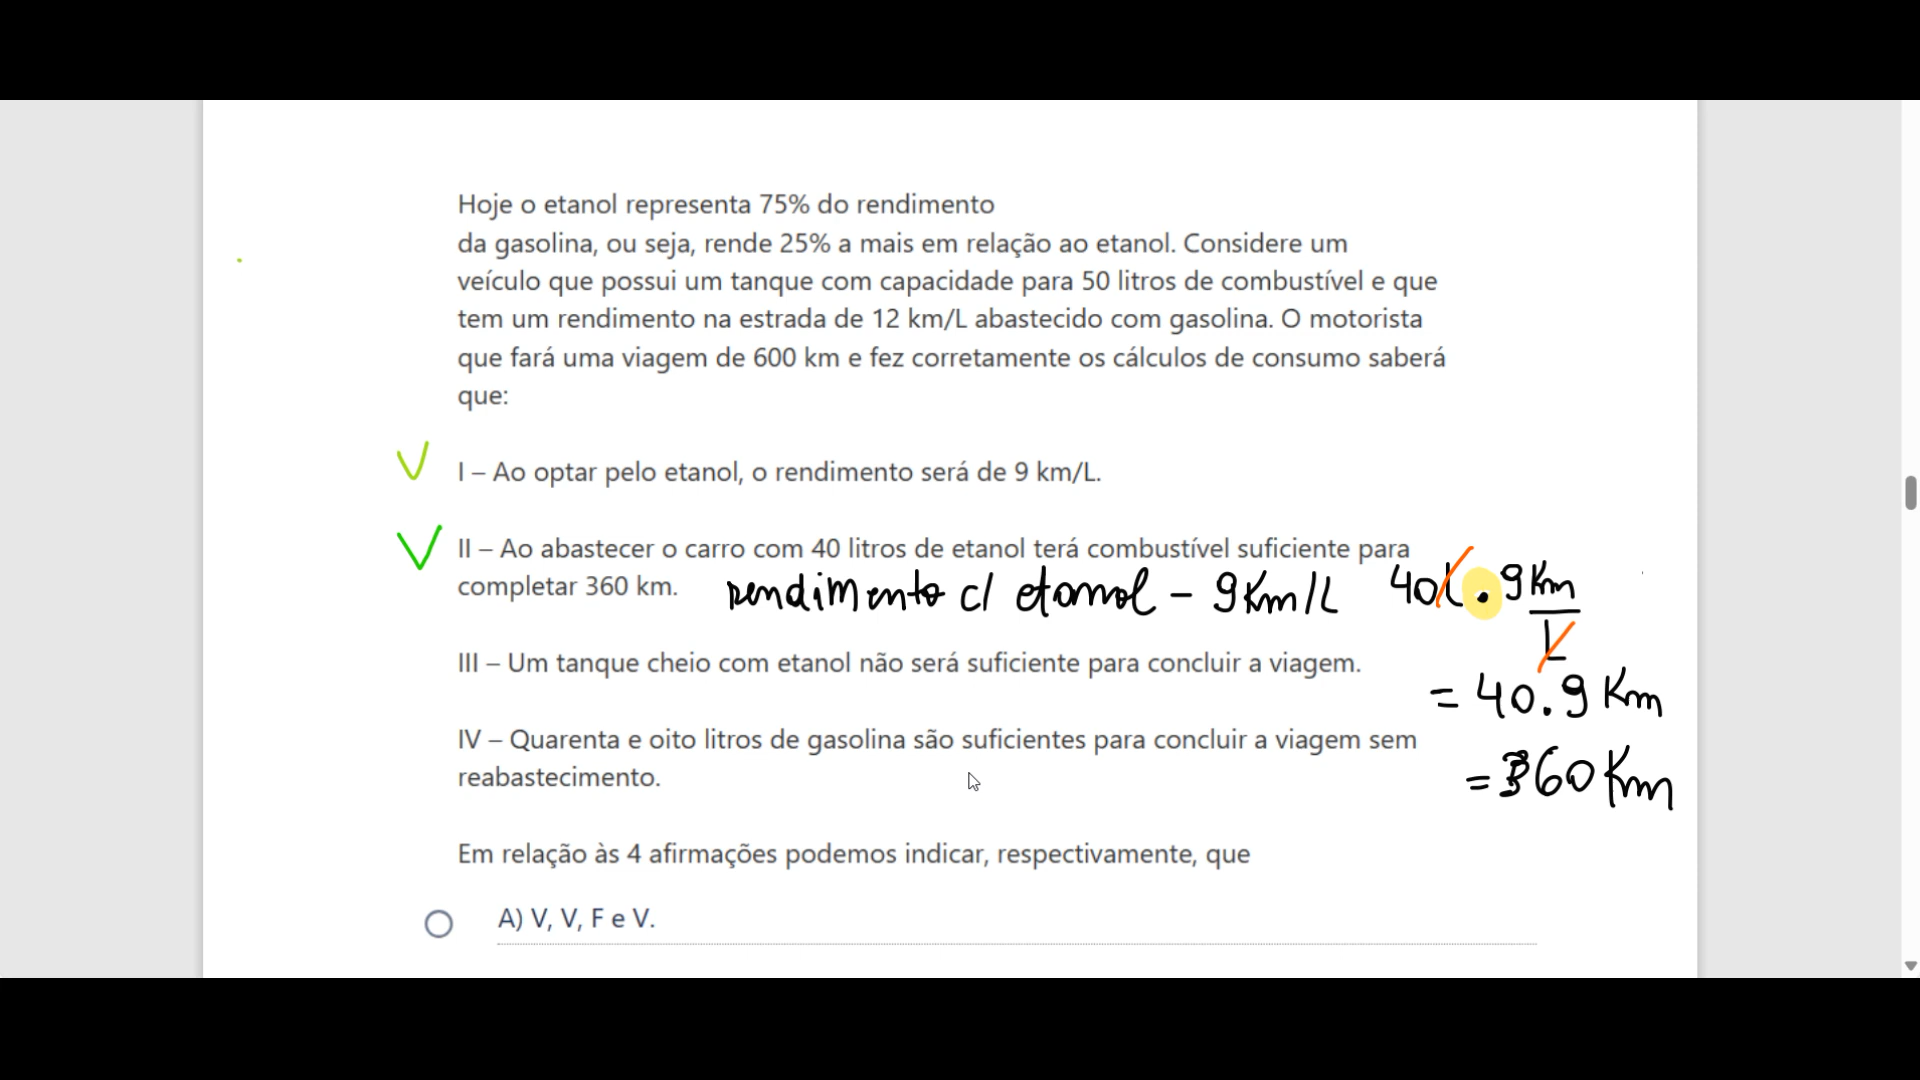 Hoje o etanol representa 75% do rendimento
da gasolina, ou seja, rende 25% a mais em relação ao etanol. Considere um
veículo que possui um tanque com capacidade para 50 litros de combustível e que
tem um rendimento na estrada de 12 km/L abastecido com gasolina. O motorista
que fará uma viagem de 600 km e fez corretamente os cálculos de consumo saberá
que:
V I – Ao optar pelo etanol, o rendimento será de 9 km/L.
V II – Ao abastecer o carro com 40 litros de etanol terá combustível suficiente para
completar 360 km.
rendimento c/ etanol - 9Km/L
40L . 9Km
L
= 40.9 Km
= 360 Km
III – Um tanque cheio com etanol não será suficiente para concluir a viagem.
IV – Quarenta e oito litros de gasolina são suficientes para concluir a viagem sem
reabastecimento.
Em relação às 4 afirmações podemos indicar, respectivamente, que
A) V, V, F e V.